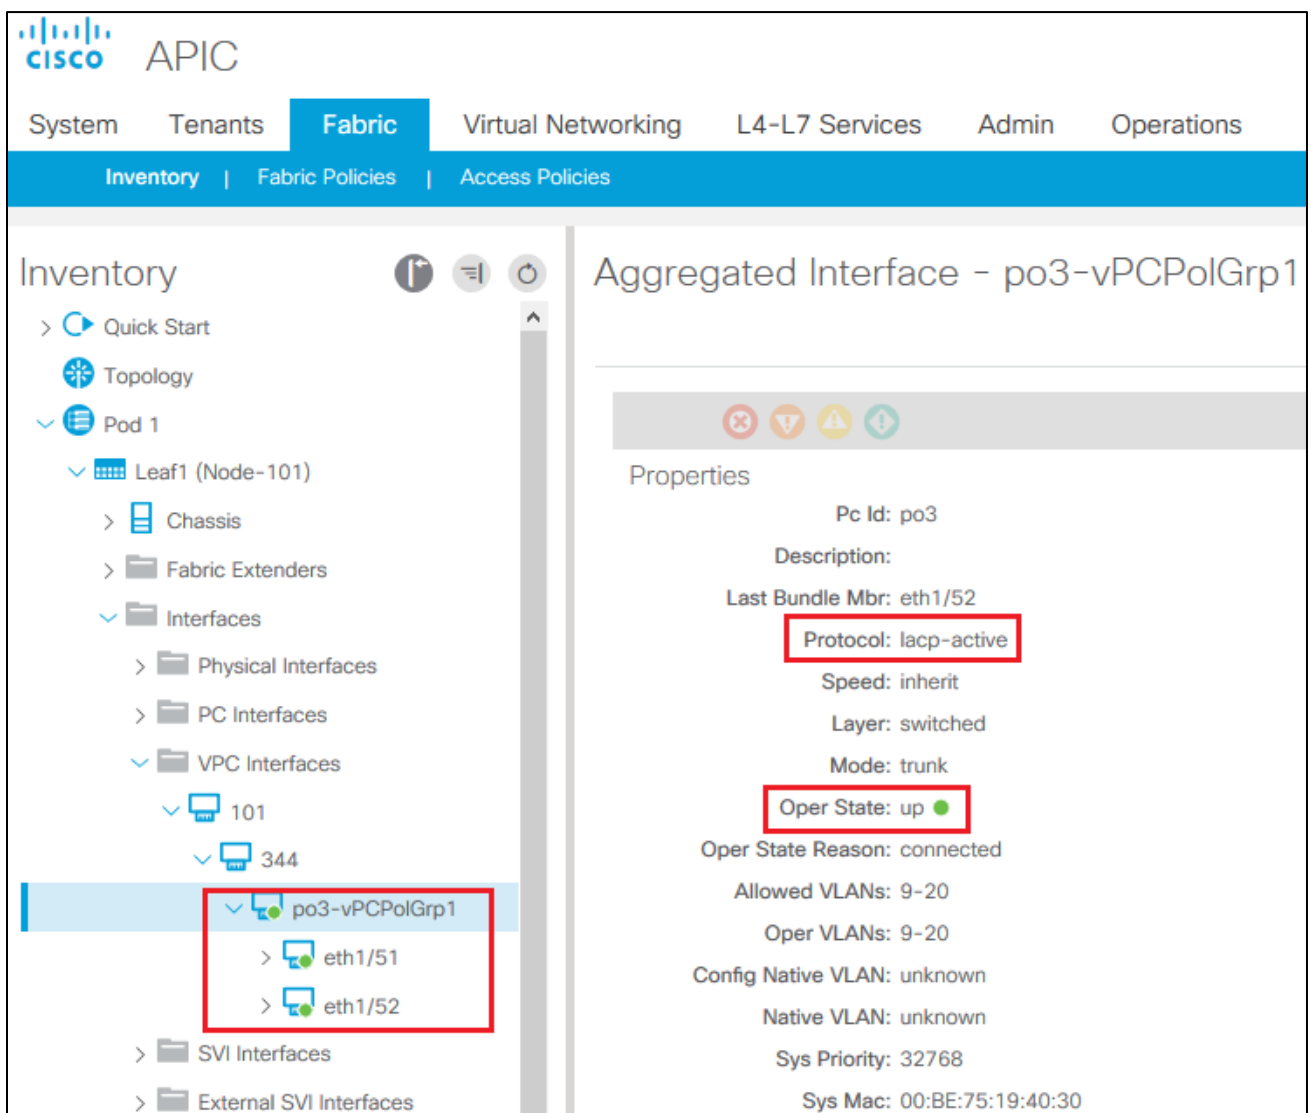 cisco APIC
System Tenants Fabric Virtual Networking L4-L7 Services Admin Operations
Inventory | Fabric Policies | Access Policies
Inventory
Quick Start
Topology
Pod 1
Leaf1 (Node-101)
Chassis
Fabric Extenders
Interfaces
Physical Interfaces
PC Interfaces
VPC Interfaces
101
344
po3-vPCPolGrp1
eth1/51
eth1/52
SVI Interfaces
External SVI Interfaces
Aggregated Interface - po3-vPCPolGrp1
Properties
Pc Id: po3
Description:
Last Bundle Mbr: eth1/52
Protocol: lacp-active
Speed: inherit
Layer: switched
Mode: trunk
Oper State: up
Oper State Reason: connected
Allowed VLANs: 9-20
Oper VLANs: 9-20
Config Native VLAN: unknown
Native VLAN: unknown
Sys Priority: 32768
Sys Mac: 00:BE:75:19:40:30